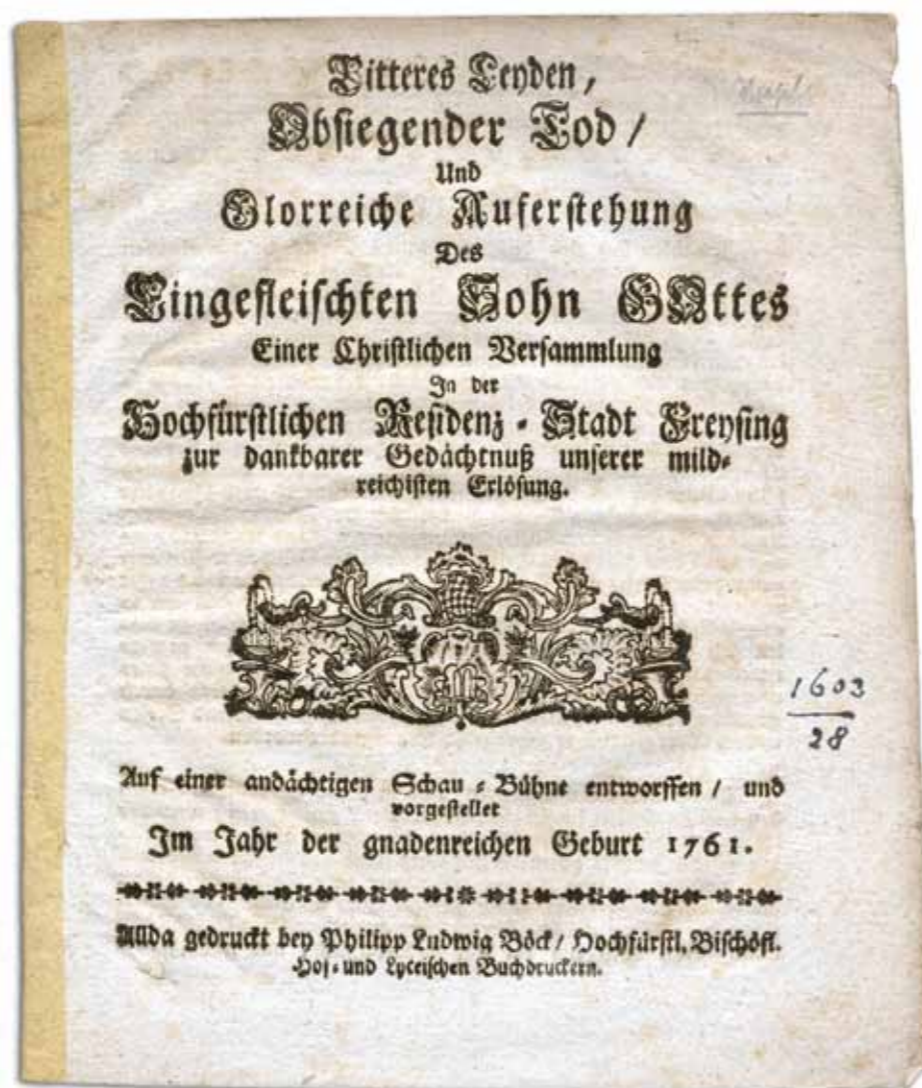 Bitteres Leyden,
Obsiegender Tod /
Und
Glorreiche Auferstehung
Des
Eingefleischten Sohn GOttes
Einer Christlichen Versammlung
In der
Hochfürstlichen Residenz-Stadt Freysing
zur dankbarer Gedächtnuß unserer mild-
reichisten Erlösung.
1603
28
Auf einer andächtigen Schau-Bühne entworffen / und
vorgestellet
Im Jahr der gnadenreichen Geburt 1761.
Allda gedruckt bey Philipp Ludwig Böck / Hochfürstl. Bischöfl.
Hof- und Lyceischen Buchdruckern.